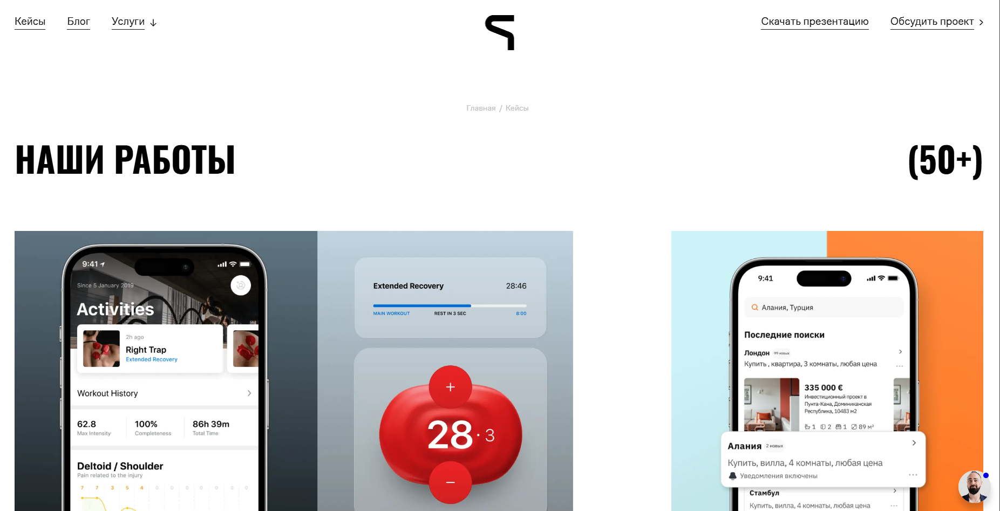 Кейсы
Блог
Услуги ↓
Скачать презентацию
Обсудить проект >
Главная / Кейсы
НАШИ РАБОТЫ
(50+)
9:41
Since 5 January 2019
Activities
2h ago
Right Trap
Extended Recovery
Workout History
62.8
Max Intensity
100%
Completeness
86h 39m
Total Time
Deltoid / Shoulder
Pain related to the injury
7 7 3 5 4 0 0 0 0 0 0 0
Extended Recovery
28:46
MAIN WORKOUT
REST IN 3 SEC
8:00
+
28 · 3
−
9:41
Алания, Турция
Последние поиски
Лондон 99 новых
Купить , квартира, 3 комнаты, любая цена
335 000 €
Инвестиционный проект в
Пунта-Кана, Доминиканская
Республика, 10483 м2
1 2 1 89 м²
Алания 2 новых
Купить, вилла, 4 комнаты, любая цена
Уведомления включены
Стамбул
Купить, вилла, 4 комнаты, любая цена